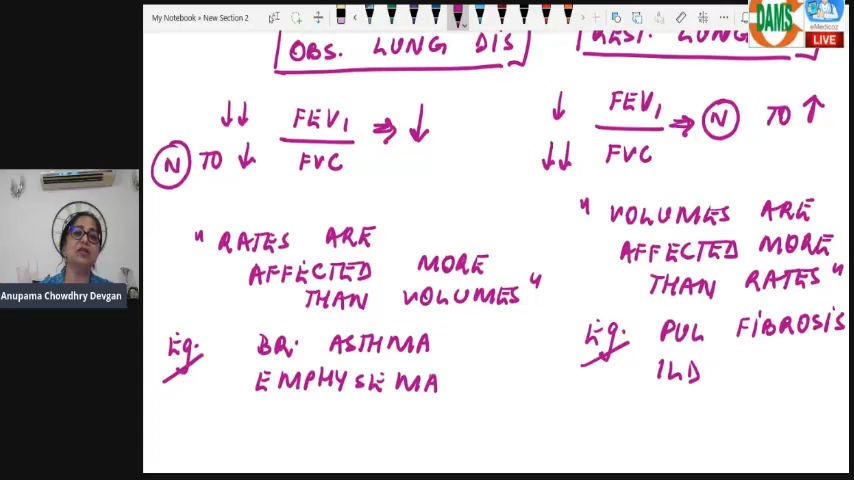 My Notebook > New Section 2
DAMS
eMedicoz
LIVE
OBS. LUNG DIS
REST. LUNG
↓↓ FEV1 ⇒ ↓
N TO ↓ FVC
↓ FEV1 ⇒ N TO ↑
↓↓ FVC
"RATES ARE
AFFECTED MORE
THAN VOLUMES"
"VOLUMES ARE
AFFECTED MORE
THAN RATES"
Eg. BR. ASTHMA
EMPHYSEMA
Eg. PUL FIBROSIS
ILD
Anupama Chowdhry Devgan